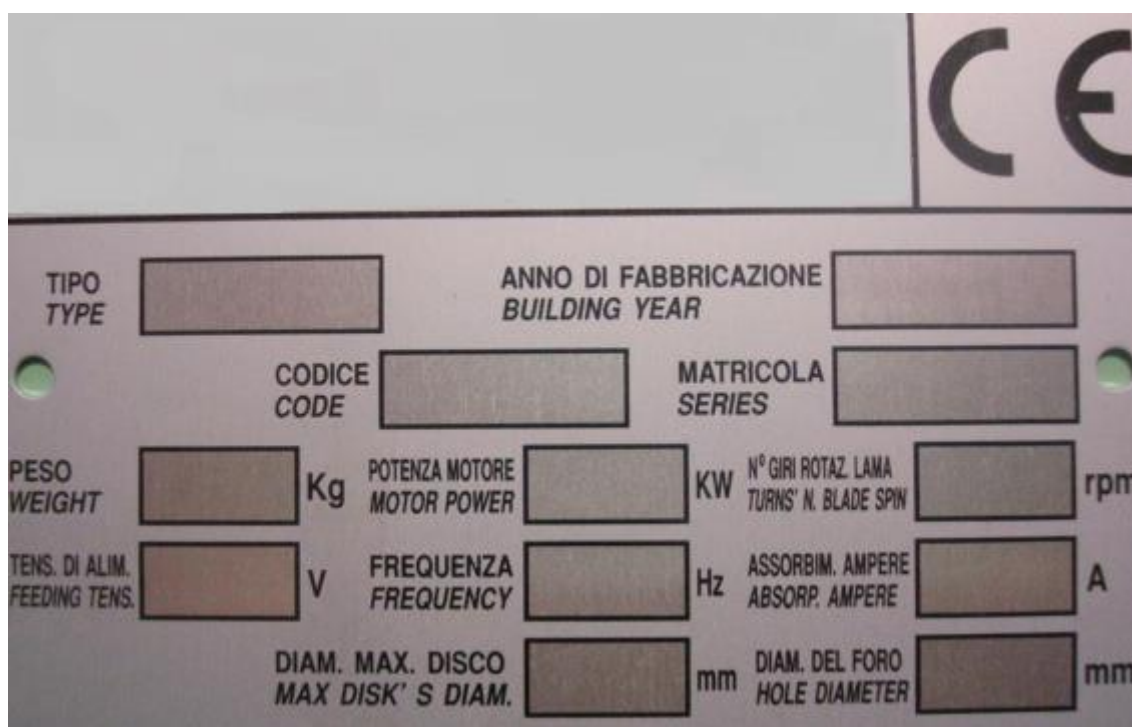 CE
TIPO
TYPE
ANNO DI FABBRICAZIONE
BUILDING YEAR
CODICE
CODE
MATRICOLA
SERIES
PESO
WEIGHT
Kg
POTENZA MOTORE
MOTOR POWER
KW
N° GIRI ROTAZ. LAMA
TURNS' N. BLADE SPIN
rpm
TENS. DI ALIM.
FEEDING TENS.
V
FREQUENZA
FREQUENCY
Hz
ASSORBIM. AMPERE
ABSORP. AMPERE
A
DIAM. MAX. DISCO
MAX DISK' S DIAM.
mm
DIAM. DEL FORO
HOLE DIAMETER
mm